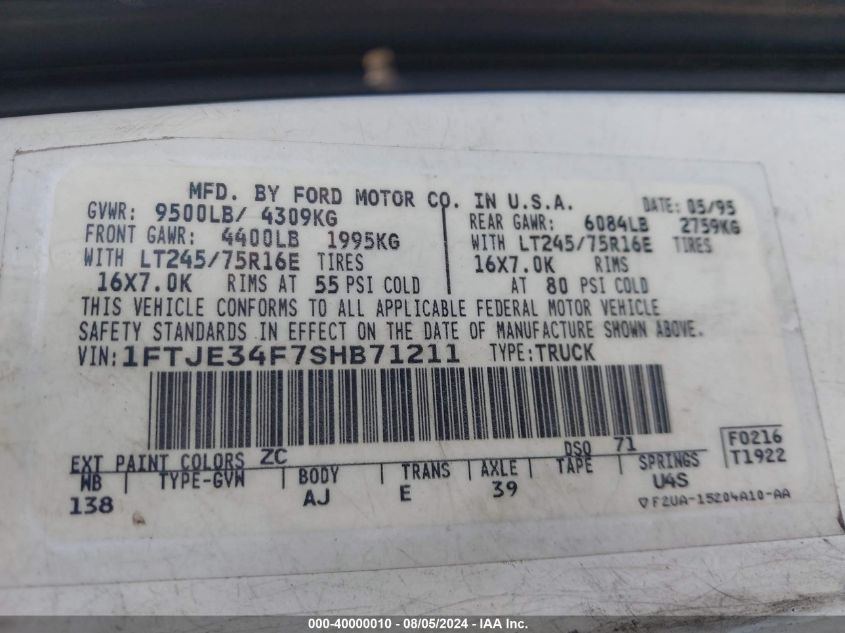 MFD. BY FORD MOTOR CO. IN U.S.A.
DATE: 05/95
GVWR: 9500LB/ 4309KG
FRONT GAWR: 4400LB 1995KG
WITH LT245/75R16E TIRES
16X7.0K RIMS AT 55 PSI COLD
REAR GAWR: 6084LB 2759KG
WITH LT245/75R16E TIRES
16X7.0K RIMS
AT 80 PSI COLD
THIS VEHICLE CONFORMS TO ALL APPLICABLE FEDERAL MOTOR VEHICLE
SAFETY STANDARDS IN EFFECT ON THE DATE OF MANUFACTURE SHOWN ABOVE.
VIN: 1FTJE34F7SHB71211 TYPE: TRUCK
EXT PAINT COLORS ZC DSO 71
F0216
T1922
WB TYPE-GVW BODY TRANS AXLE TAPE SPRINGS
138 AJ E 39 U4S
F2UA-15204A10-AA
000-40000010 - 08/05/2024 - IAA Inc.